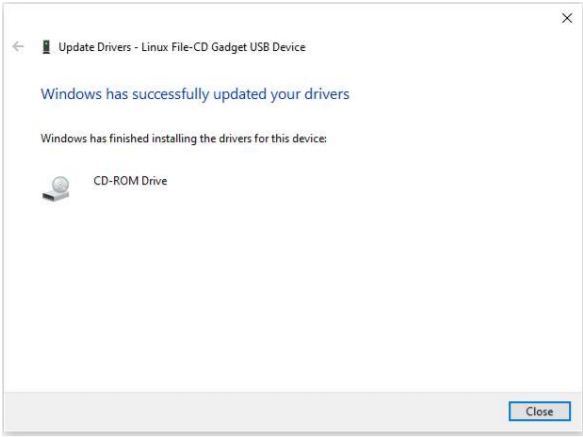 Update Drivers - Linux File-CD Gadget USB Device
Windows has successfully updated your drivers
Windows has finished installing the drivers for this device:
CD-ROM Drive
Close